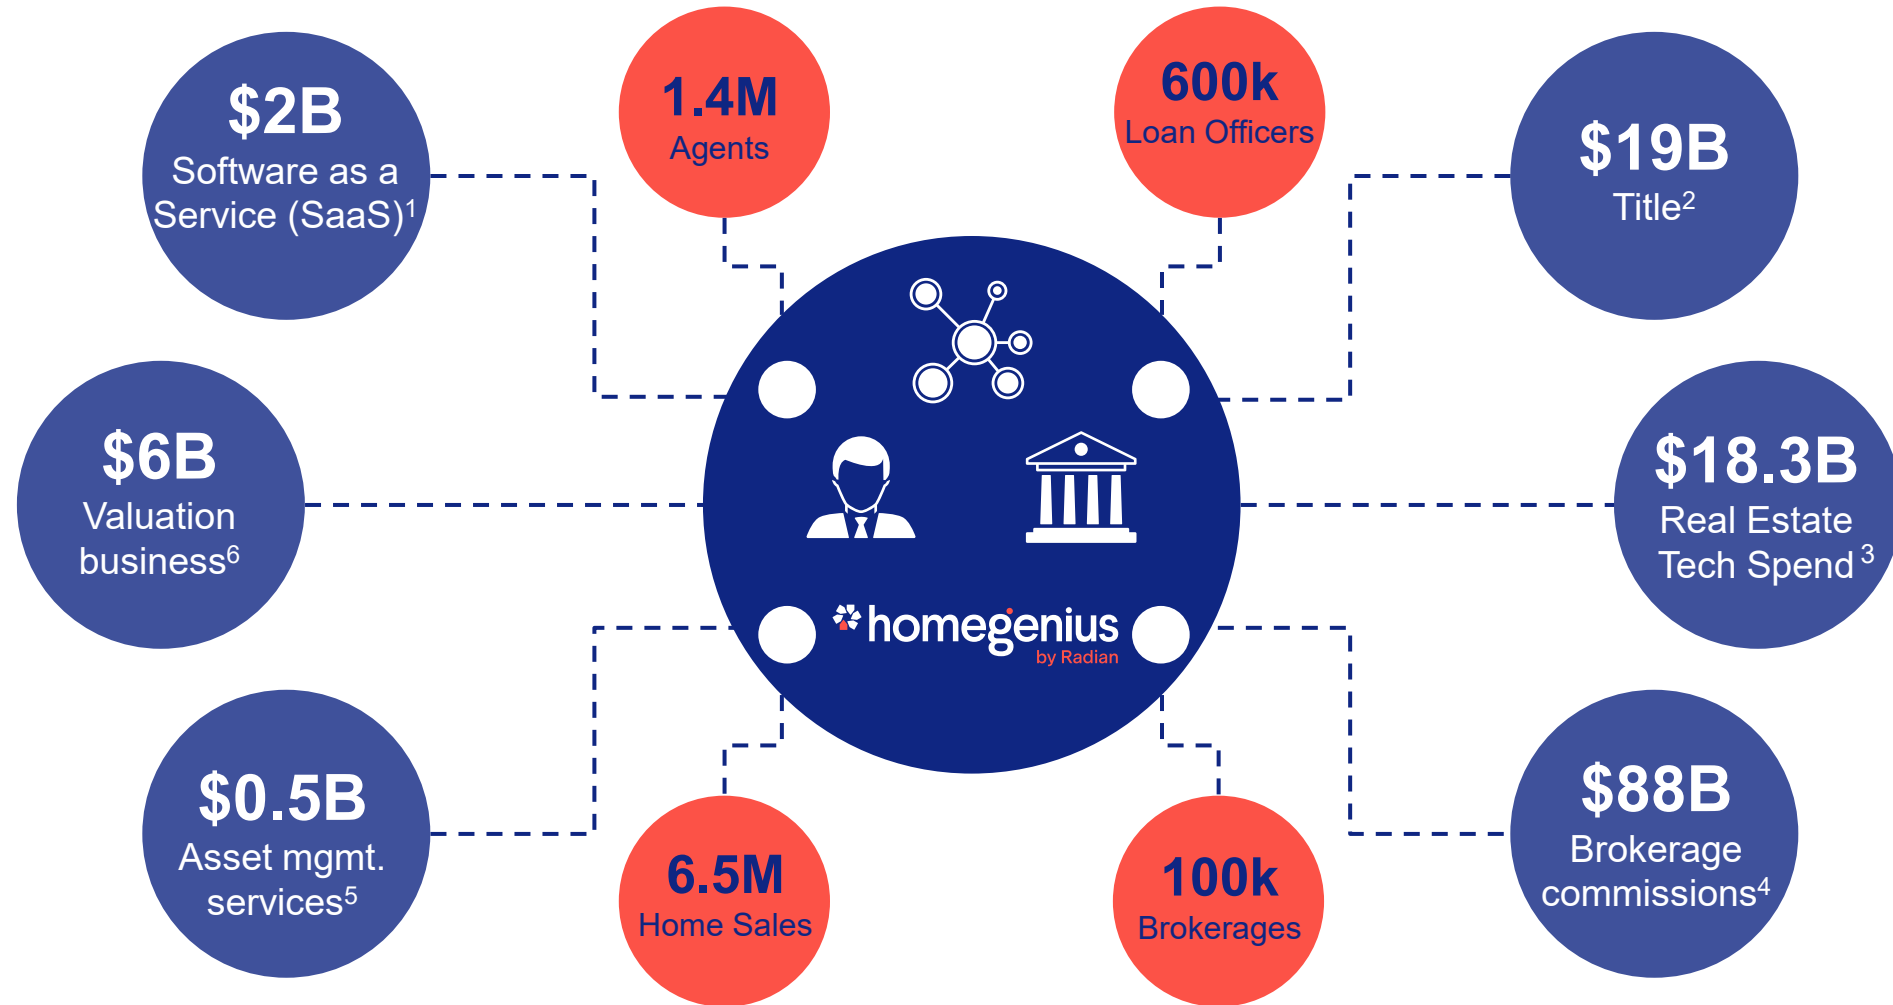 $2B
Software as a
Service (SaaS)1
1.4M
Agents
600k
Loan Officers
$19B
Title2
$6B
Valuation
business6
$18.3B
Real Estate
Tech Spend 3
homegenius
by Radian
$0.5B
Asset mgmt.
services5
6.5M
Home Sales
100k
Brokerages
$88B
Brokerage
commissions4